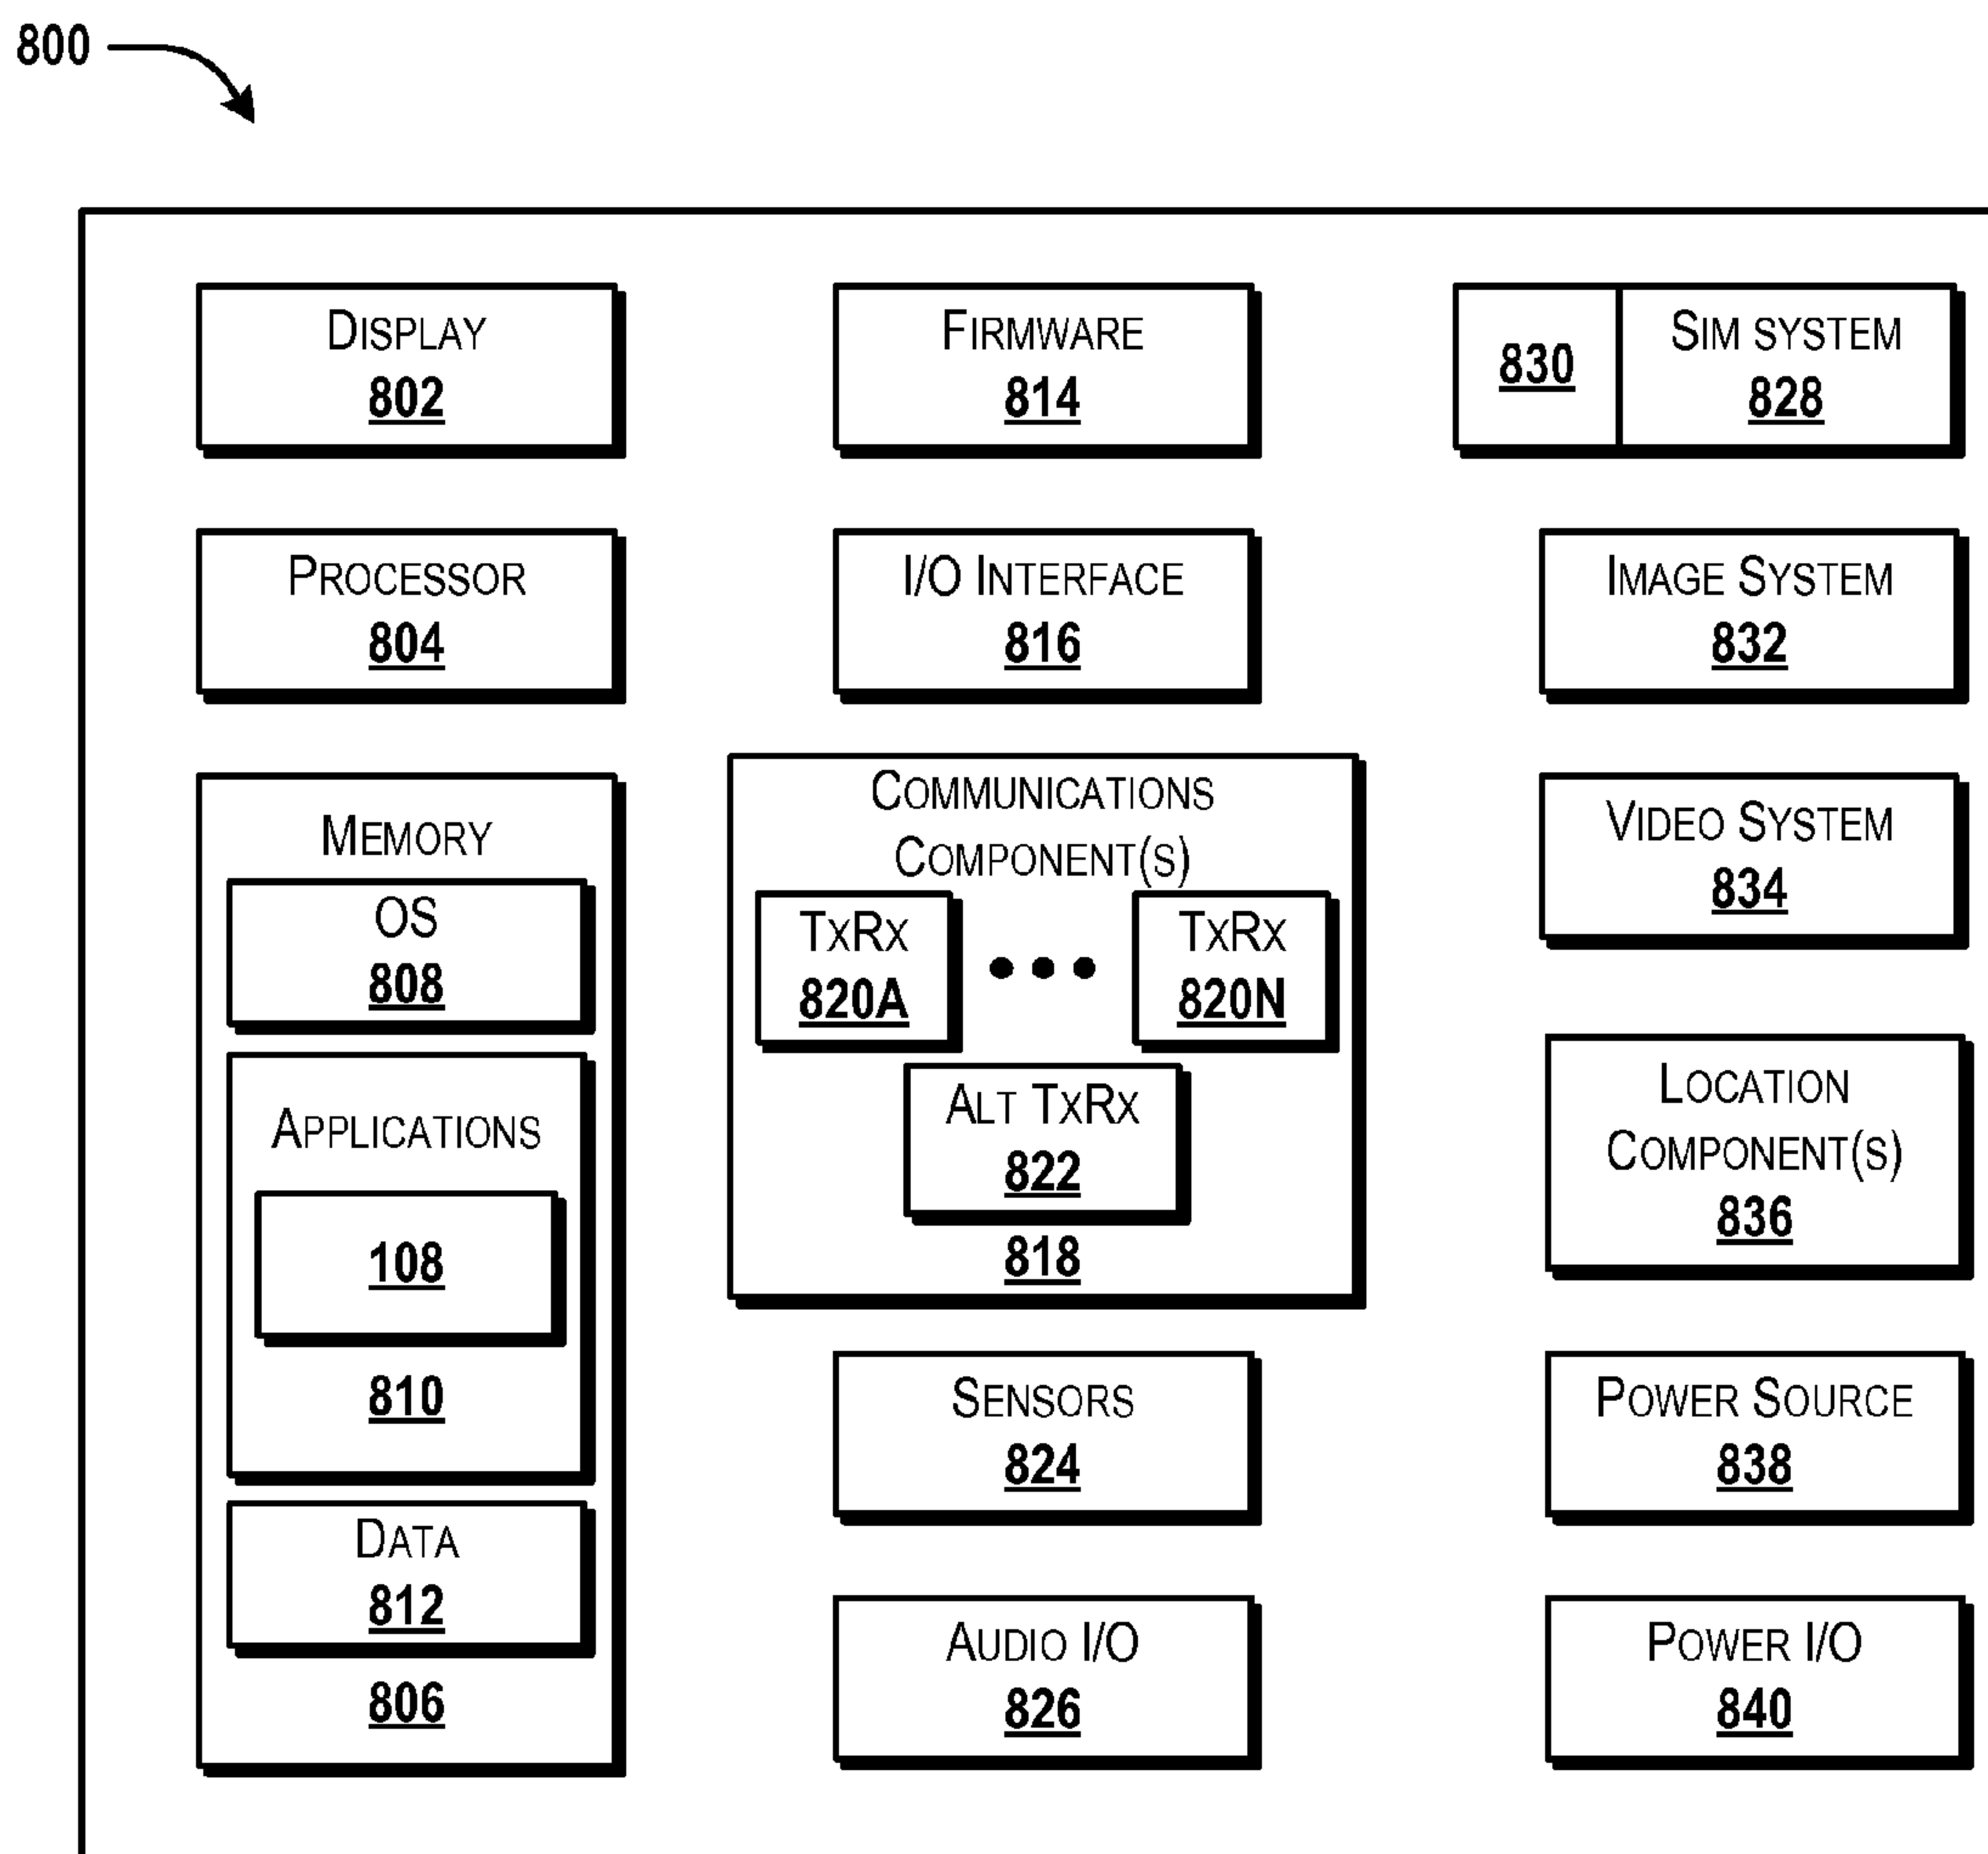 800
DISPLAY
802
PROCESSOR
804
MEMORY
OS
808
APPLICATIONS
108
810
DATA
812
806
FIRMWARE
814
I/O INTERFACE
816
COMMUNICATIONS
COMPONENT(S)
TXRX
820A
TXRX
820N
ALT TXRX
822
818
SENSORS
824
AUDIO I/O
826
830
SIM SYSTEM
828
IMAGE SYSTEM
832
VIDEO SYSTEM
834
LOCATION
COMPONENT(S)
836
POWER SOURCE
838
POWER I/O
840